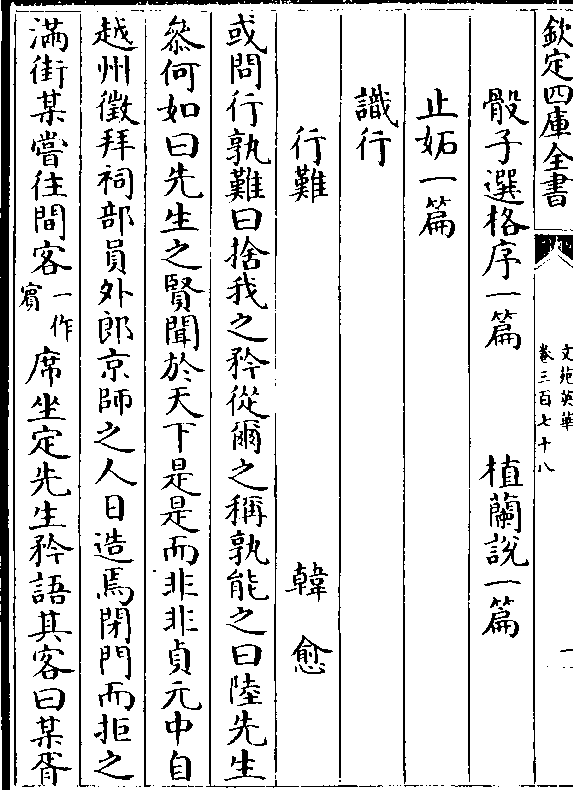 欽定四庫全書
文苑英華
卷三百七十八
一
骰子選格序一篇　植蘭說一篇
止妬一篇
識行
行難　韓愈
或問行孰難曰捨我之矜從爾之稱孰能之曰陸先生
叅何如曰先生之賢聞於天下是是而非非貞元中自
越州徵拜祠部員外郎京師之人日造焉閉門而拒之
滿街某嘗往間客一作賓席坐定先生矜語其客曰某胥